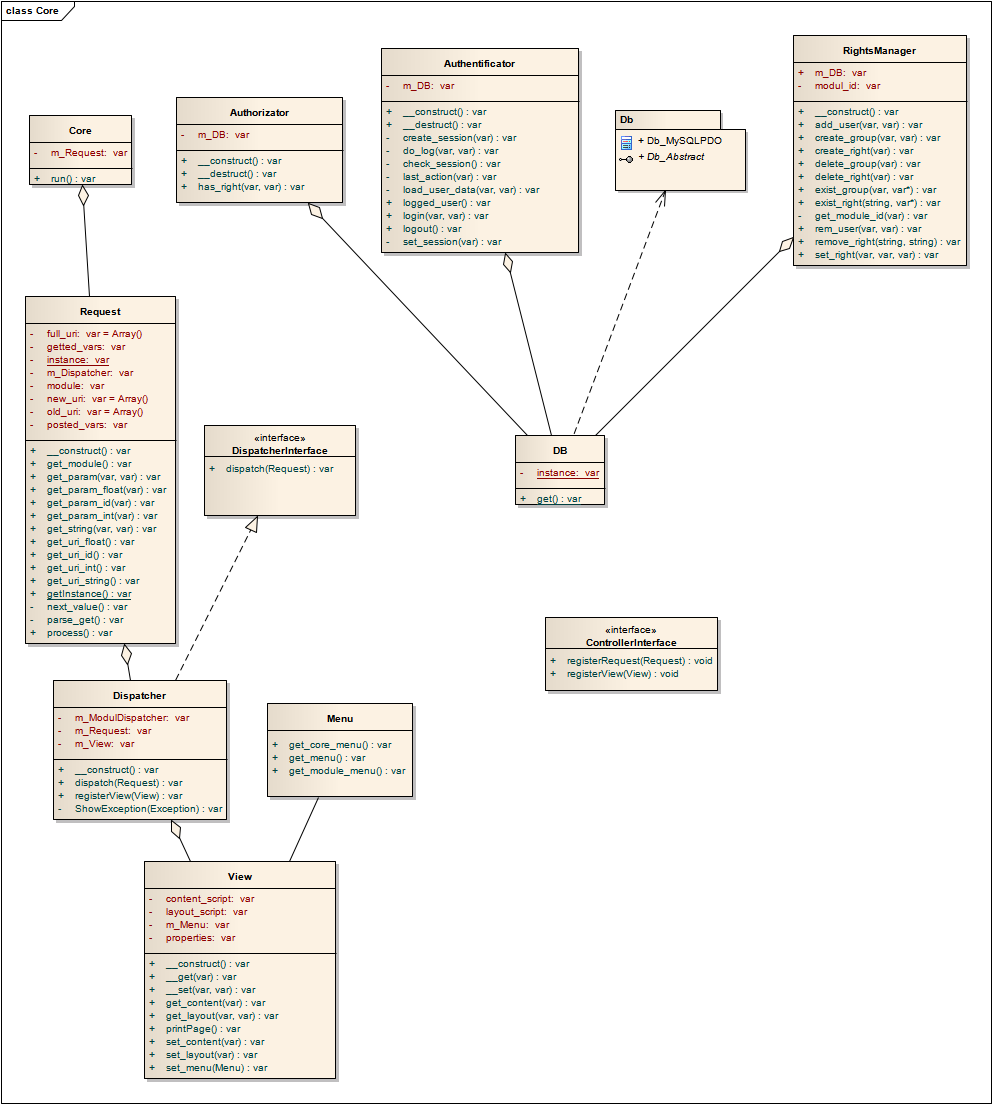 class Core
Core
- m_Request: var
+ run() : var
Authorizator
- m_DB: var
+ __construct() : var
+ __destruct() : var
+ has_right(var, var) : var
Authentificator
- m_DB: var
+ __construct() : var
+ __destruct() : var
- create_session(var) : var
- do_log(var, var) : var
- check_session() : var
- last_action(var) : var
- load_user_data(var, var) : var
+ logged_user() : var
+ login(var, var) : var
+ logout() : var
- set_session(var) : var
Db
+ Db_MySQLPDO
+ Db_Abstract
RightsManager
+ m_DB: var
- modul_id: var
+ __construct() : var
+ add_user(var, var) : var
+ create_group(var, var) : var
+ create_right(var) : var
+ delete_group(var) : var
+ delete_right(var) : var
+ exist_group(var, var*) : var
+ exist_right(string, var*) : var
- get_module_id(var) : var
+ rem_user(var, var) : var
+ remove_right(string, string) : var
+ set_right(var, var, var) : var
Request
- full_uri: var = Array()
- getted_vars: var
- instance: var
- m_Dispatcher: var
- module: var
- new_uri: var = Array()
- old_uri: var = Array()
- posted_vars: var
+ __construct() : var
+ get_module() : var
+ get_param(var, var) : var
+ get_param_float(var) : var
+ get_param_id(var) : var
+ get_param_int(var) : var
+ get_string(var, var) : var
+ get_uri_float() : var
+ get_uri_id() : var
+ get_uri_int() : var
+ get_uri_string() : var
+ getInstance() : var
- next_value() : var
- parse_get() : var
+ process() : var
«interface»
DispatcherInterface
+ dispatch(Request) : var
DB
- instance: var
+ get() : var
«interface»
ControllerInterface
+ registerRequest(Request) : void
+ registerView(View) : void
Dispatcher
- m_ModulDispatcher: var
- m_Request: var
- m_View: var
+ __construct() : var
+ dispatch(Request) : var
+ registerView(View) : var
- ShowException(Exception) : var
Menu
+ get_core_menu() : var
+ get_menu() : var
+ get_module_menu() : var
View
- content_script: var
- layout_script: var
- m_Menu: var
- properties: var
+ __construct() : var
+ __get(var) : var
+ __set(var, var) : var
+ get_content(var) : var
+ get_layout(var, var) : var
+ printPage() : var
+ set_content(var) : var
+ set_layout(var) : var
+ set_menu(Menu) : var